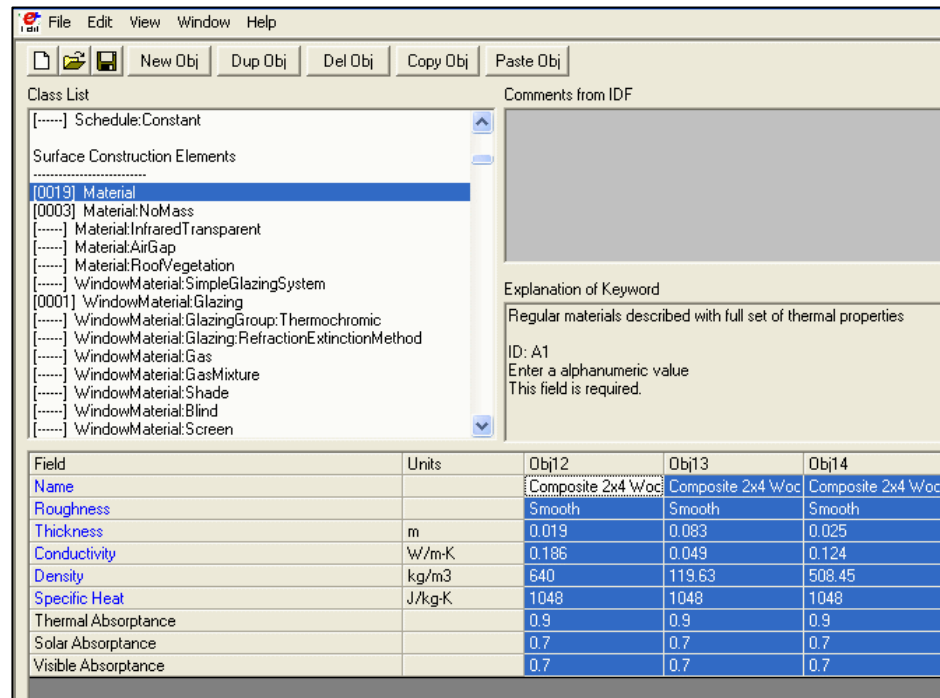 File Edit View Window Help
New Obj Dup Obj Del Obj Copy Obj Paste Obj
Class List
[------] Schedule:Constant
Surface Construction Elements
--------------------------
[0019] Material
[0003] Material:NoMass
[------] Material:InfraredTransparent
[------] Material:AirGap
[------] Material:RoofVegetation
[------] WindowMaterial:SimpleGlazingSystem
[0001] WindowMaterial:Glazing
[------] WindowMaterial:GlazingGroup:Thermochromic
[------] WindowMaterial:Glazing:RefractionExtinctionMethod
[------] WindowMaterial:Gas
[------] WindowMaterial:GasMixture
[------] WindowMaterial:Shade
[------] WindowMaterial:Blind
[------] WindowMaterial:Screen
Comments from IDF
Explanation of Keyword
Regular materials described with full set of thermal properties
ID: A1
Enter a alphanumeric value
This field is required.
Field Units Obj12 Obj13 Obj14
Name Composite 2x4 Woo Composite 2x4 Woo Composite 2x4 Woo
Roughness Smooth Smooth Smooth
Thickness m 0.019 0.083 0.025
Conductivity W/m-K 0.186 0.049 0.124
Density kg/m3 640 119.63 508.45
Specific Heat J/kg-K 1048 1048 1048
Thermal Absorptance 0.9 0.9 0.9
Solar Absorptance 0.7 0.7 0.7
Visible Absorptance 0.7 0.7 0.7